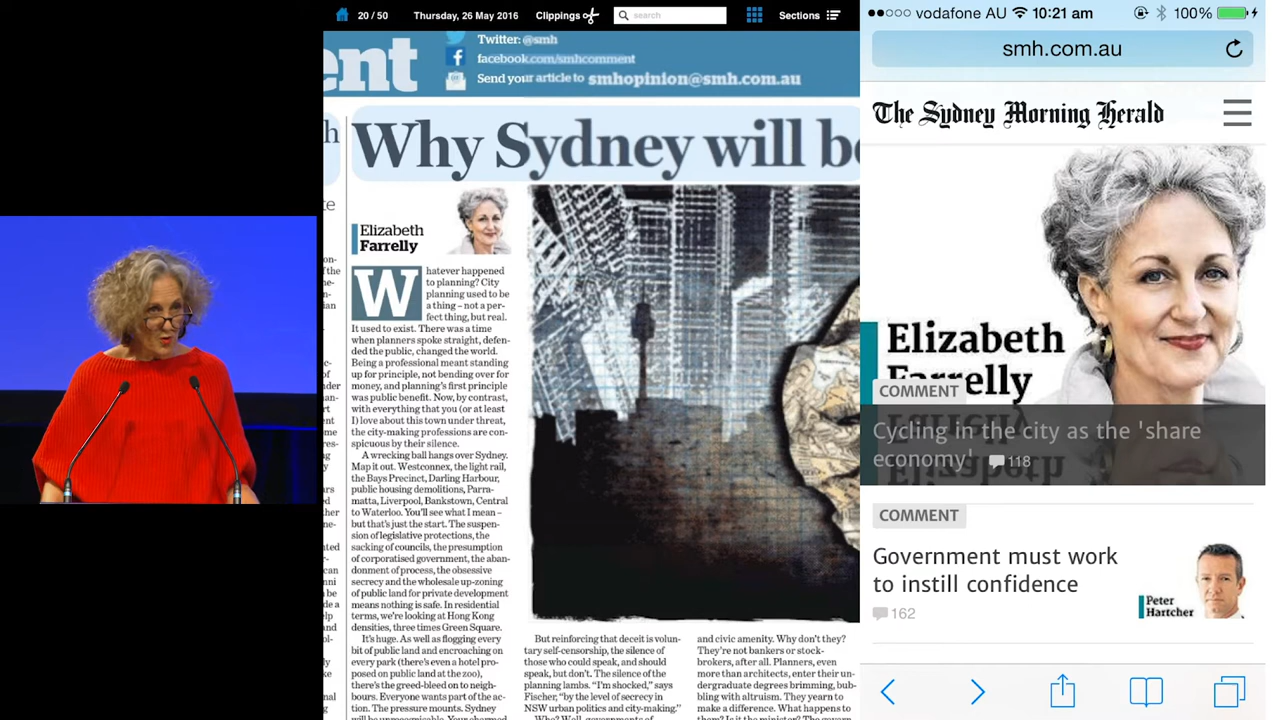 20 / 50
Thursday, 26 May 2016
Clippings
search
Sections
ent
Twitter: @smh
facebook.com/smhcomment
Send your article to smhopinion@smh.com.au
Why Sydney will be
Elizabeth
Farrelly
Whatever happened
to planning? City
planning used to be
a thing – not a per-
fect thing, but real.
It used to exist. There was a time
when planners spoke straight, defen-
ded the public, changed the world.
Being a professional meant standing
up for principle, not bending over for
money, and planning's first principle
was public benefit. Now, by contrast,
with everything that you (or at least
I) love about this town under threat,
the city-making professions are con-
spicuous by their silence.
A wrecking ball hangs over Sydney.
Map it out. Westconnex, the light rail,
the Bays Precinct, Darling Harbour,
public housing demolitions, Parra-
matta, Liverpool, Bankstown, Central
to Waterloo. You'll see what I mean –
but that's just the start. The suspen-
sion of legislative protections, the
sacking of councils, the presumption
of corporatised government, the aban-
donment of process, the obsessive
secrecy and the wholesale up-zoning
of public land for private development
means nothing is safe. In residential
terms, we're looking at Hong Kong
densities, three times Green Square.
It's huge. As well as flogging every
bit of public land and encroaching on
every park (there's even a hotel pro-
posed on public land at the zoo),
there's the greed-bleed on to neigh-
bours. Everyone wants part of the ac-
tion. The pressure mounts. Sydney
will be unrecognisable. Your charmed
But reinforcing that deceit is volun-
tary self-censorship, the silence of
those who could speak, and should
speak, but don't. The silence of the
planning lambs. "I'm shocked," says
Fischer, "by the level of secrecy in
NSW urban politics and city-making."
Who? Well, governments of
and civic amenity. Why don't they?
They're not bankers or stock-
brokers, after all. Planners, even
more than architects, enter their un-
dergraduate degrees brimming, bub-
bling with altruism. They yearn to
make a difference. What happens to
them? Is it the minister? The govern-
vodafone AU
10:21 am
100%
smh.com.au
The Sydney Morning Herald
Elizabeth
Farrelly
COMMENT
Cycling in the city as the 'share
economy' 118
COMMENT
Government must work
to instill confidence
162
Peter
Hartcher